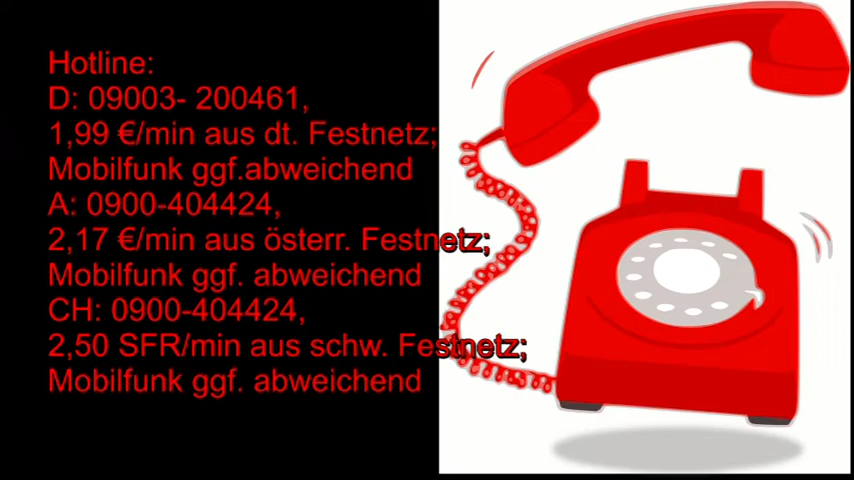 Hotline:
D: 09003- 200461,
1,99 €/min aus dt. Festnetz;
Mobilfunk ggf.abweichend
A: 0900-404424,
2,17 €/min aus österr. Festnetz;
Mobilfunk ggf. abweichend
CH: 0900-404424,
2,50 SFR/min aus schw. Festnetz;
Mobilfunk ggf. abweichend